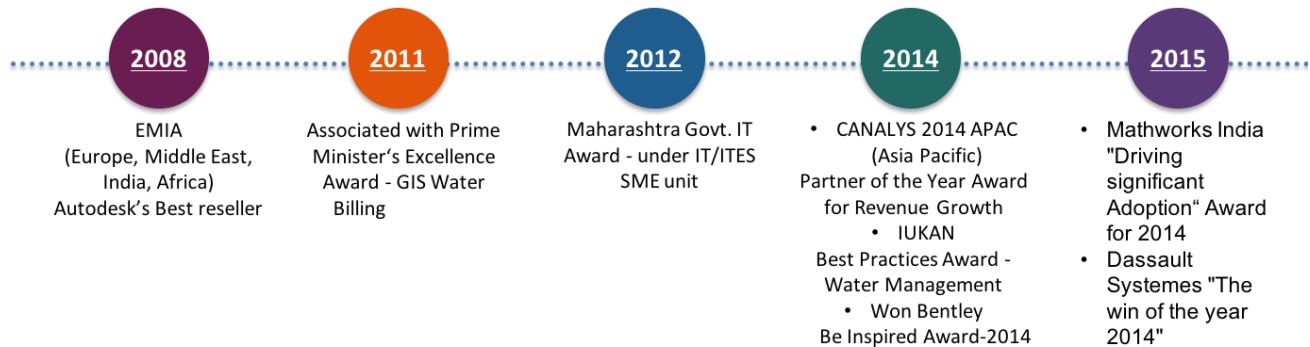 2008
EMIA
(Europe, Middle East,
India, Africa)
Autodesk’s Best reseller
2011
Associated with Prime
Minister‘s Excellence
Award - GIS Water
Billing
2012
Maharashtra Govt. IT
Award - under IT/ITES
SME unit
2014
• CANALYS 2014 APAC
(Asia Pacific)
Partner of the Year Award
for Revenue Growth
• IUKAN
Best Practices Award -
Water Management
• Won Bentley
Be Inspired Award-2014
2015
• Mathworks India
"Driving
significant
Adoption“ Award
for 2014
• Dassault
Systemes "The
win of the year
2014"